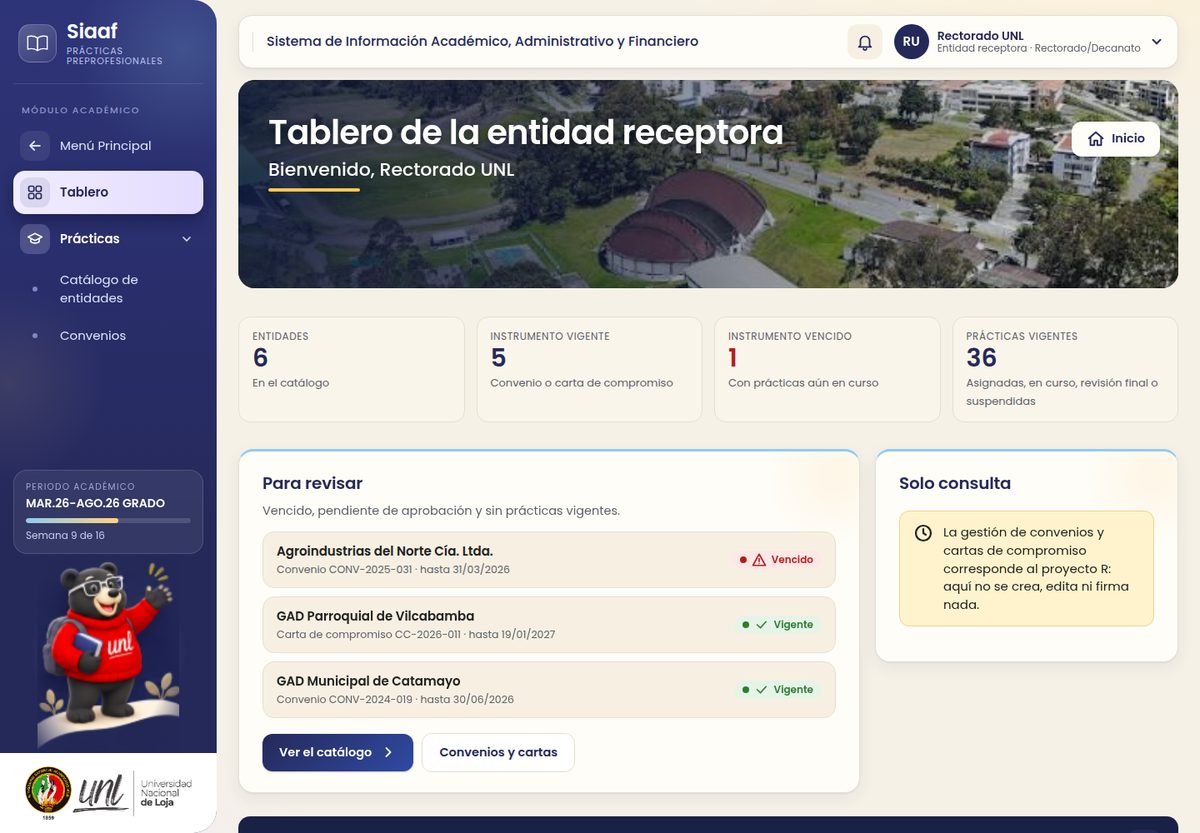 Siaaf
PRÁCTICAS
PREPROFESIONALES
MÓDULO ACADÉMICO
Menú Principal
Tablero
Prácticas
Catálogo de
entidades
Convenios
PERIODO ACADÉMICO
MAR.26-AGO.26 GRADO
Semana 9 de 16
unl
1859
unl
Universidad
Nacional
de Loja
Sistema de Información Académico, Administrativo y Financiero
RU
Rectorado UNL
Entidad receptora · Rectorado/Decanato
Tablero de la entidad receptora
Bienvenido, Rectorado UNL
Inicio
ENTIDADES
6
En el catálogo
INSTRUMENTO VIGENTE
5
Convenio o carta de compromiso
INSTRUMENTO VENCIDO
1
Con prácticas aún en curso
PRÁCTICAS VIGENTES
36
Asignadas, en curso, revisión final o
suspendidas
Para revisar
Vencido, pendiente de aprobación y sin prácticas vigentes.
Agroindustrias del Norte Cía. Ltda.
Convenio CONV-2025-031 · hasta 31/03/2026
Vencido
GAD Parroquial de Vilcabamba
Carta de compromiso CC-2026-011 · hasta 19/01/2027
Vigente
GAD Municipal de Catamayo
Convenio CONV-2024-019 · hasta 30/06/2026
Vigente
Ver el catálogo
Convenios y cartas
Solo consulta
La gestión de convenios y
cartas de compromiso
corresponde al proyecto R:
aquí no se crea, edita ni firma
nada.